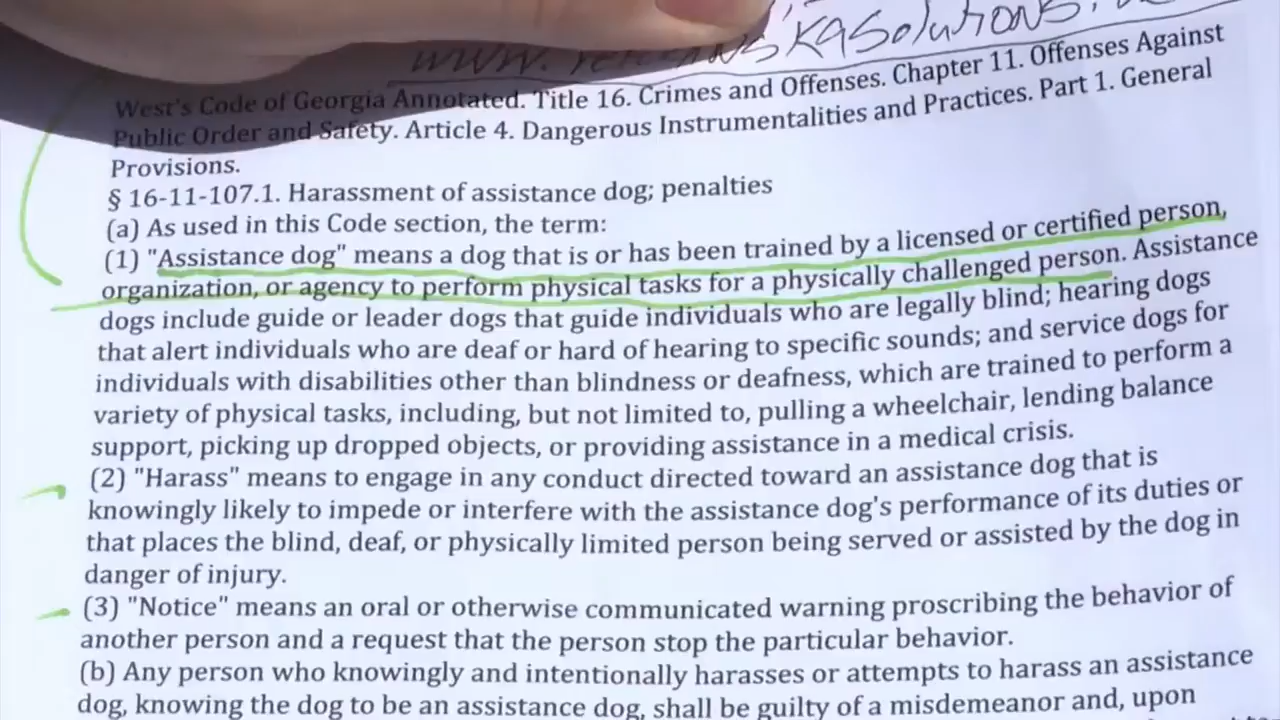 www. K9Solutions.
West's Code of Georgia Annotated. Title 16. Crimes and Offenses. Chapter 11. Offenses Against
Public Order and Safety. Article 4. Dangerous Instrumentalities and Practices. Part 1. General
Provisions.
§ 16-11-107.1. Harassment of assistance dog; penalties
(a) As used in this Code section, the term:
(1) "Assistance dog" means a dog that is or has been trained by a licensed or certified person,
organization, or agency to perform physical tasks for a physically challenged person. Assistance
dogs include guide or leader dogs that guide individuals who are legally blind; hearing dogs
that alert individuals who are deaf or hard of hearing to specific sounds; and service dogs for
individuals with disabilities other than blindness or deafness, which are trained to perform a
variety of physical tasks, including, but not limited to, pulling a wheelchair, lending balance
support, picking up dropped objects, or providing assistance in a medical crisis.
(2) "Harass" means to engage in any conduct directed toward an assistance dog that is
knowingly likely to impede or interfere with the assistance dog's performance of its duties or
that places the blind, deaf, or physically limited person being served or assisted by the dog in
danger of injury.
(3) "Notice" means an oral or otherwise communicated warning proscribing the behavior of
another person and a request that the person stop the particular behavior.
(b) Any person who knowingly and intentionally harasses or attempts to harass an assistance
dog, knowing the dog to be an assistance dog, shall be guilty of a misdemeanor and, upon